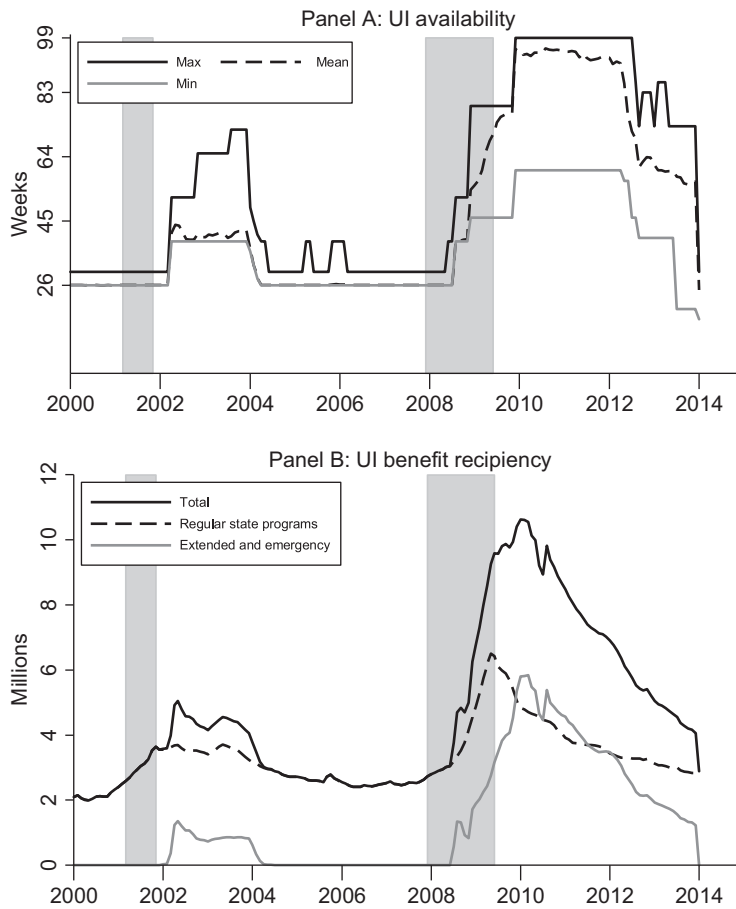 Panel A: UI availability
99
83
64
45
26
Weeks
Max
Mean
Min
2000 2002 2004 2006 2008 2010 2012 2014
Panel B: UI benefit recipiency
12
10
8
6
4
2
0
Millions
Total
Regular state programs
Extended and emergency
2000 2002 2004 2006 2008 2010 2012 2014